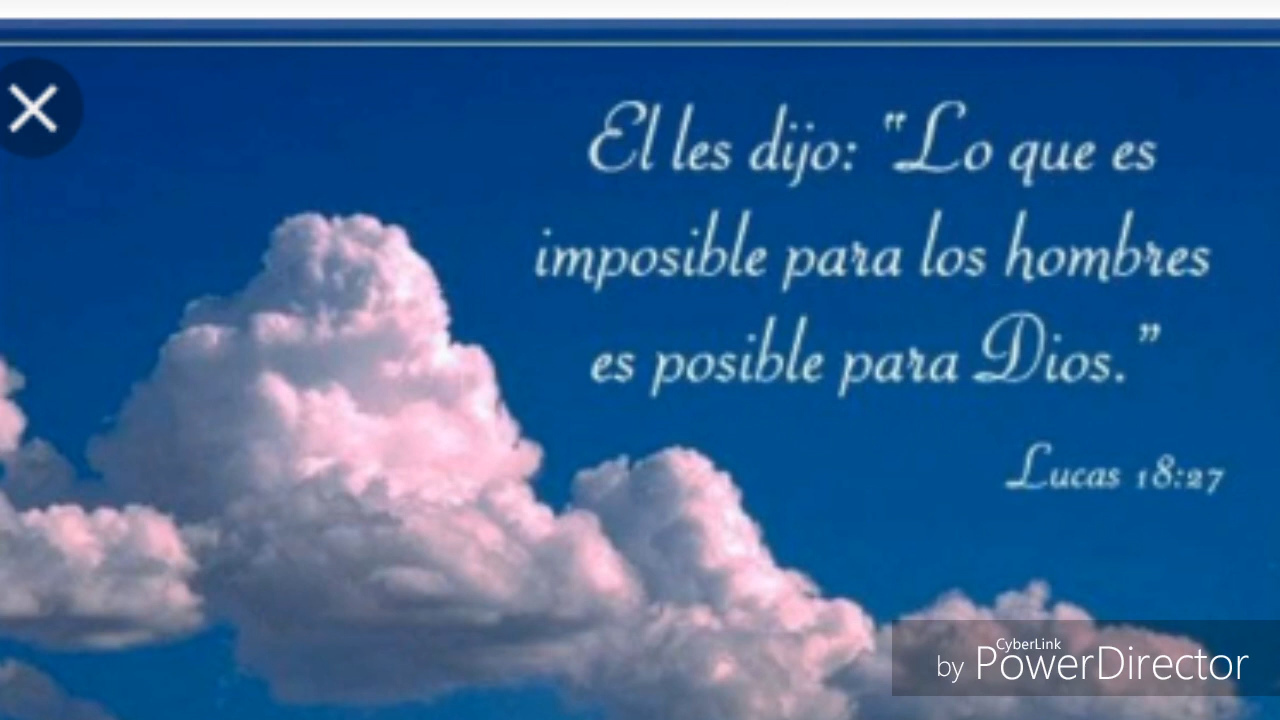 El les dijo: "Lo que es
imposible para los hombres
es posible para Dios.”
Lucas 18:27
CyberLink
by PowerDirector